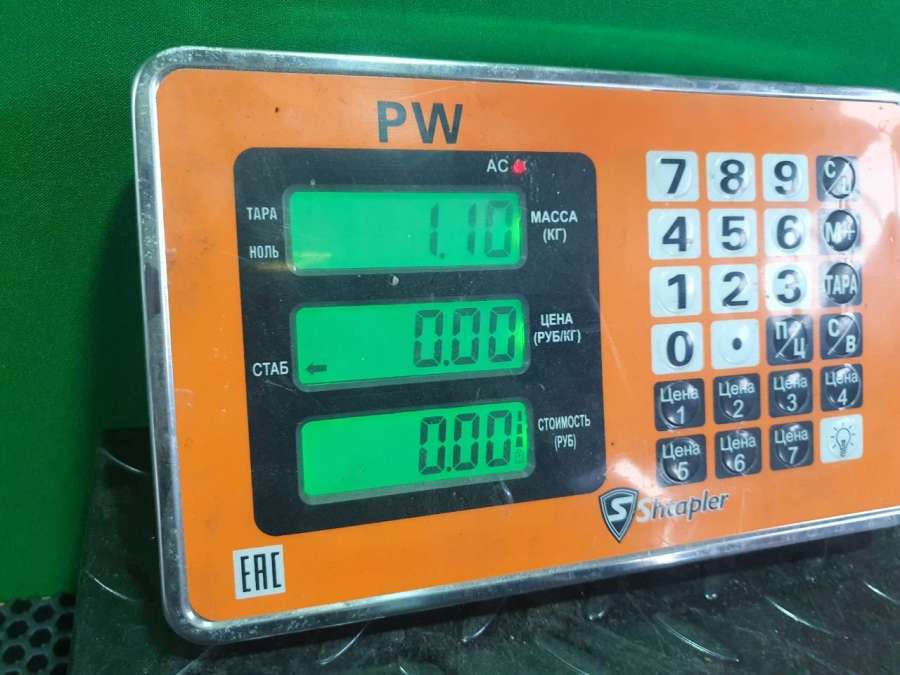 PW
AC
ТАРА
НОЛЬ
1.10
МАССА
(КГ)
СТАБ
0.00
ЦЕНА
(РУБ/КГ)
0.00
СТОИМОСТЬ
(РУБ)
7 8 9 С/Ц
4 5 6 М+
1 2 3 ТАРА
0 . П/Ц С/В
Цена 1 Цена 2 Цена 3 Цена 4
Цена 5 Цена 6 Цена 7
S Shtapler
EAC